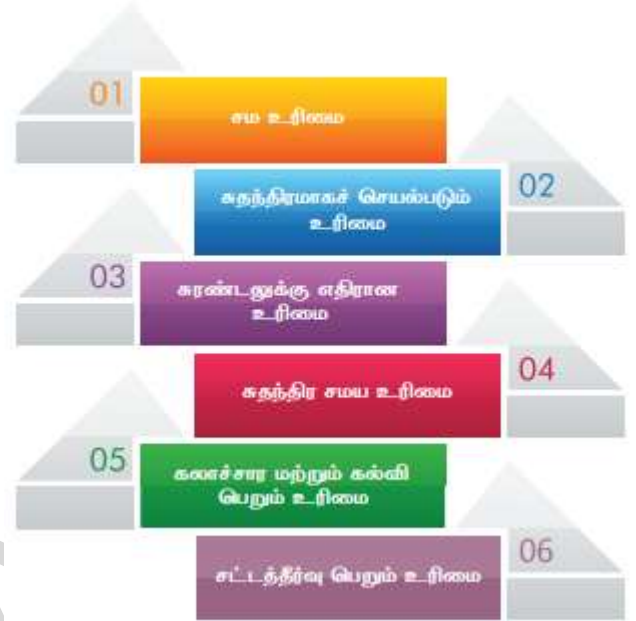 01
சம உரிமை
02
சுதந்திரமாகச் செயல்படும்
உரிமை
03
சுரண்டலுக்கு எதிரான
உரிமை
04
சுதந்திர சமய உரிமை
05
கலாச்சார மற்றும் கல்வி
பெறும் உரிமை
06
சட்டத்தீர்வு பெறும் உரிமை